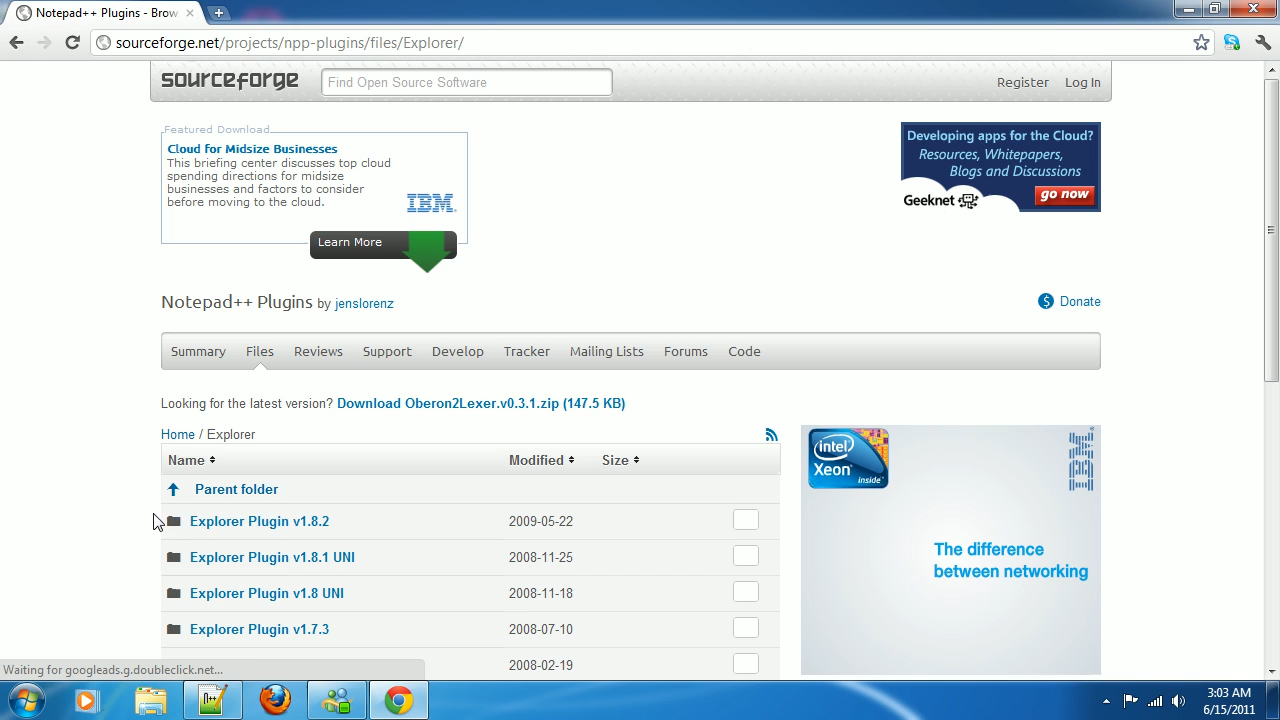 Notepad++ Plugins - Brow
sourceforge.net/projects/npp-plugins/files/Explorer/
sourceforge
Find Open Source Software
Register
Log In
Featured Download
Cloud for Midsize Businesses
This briefing center discusses top cloud
spending directions for midsize
businesses and factors to consider
before moving to the cloud.
IBM
Learn More
Developing apps for the Cloud?
Resources, Whitepapers,
Blogs and Discussions
Geeknet
go now
Notepad++ Plugins by jenslorenz
$ Donate
Summary
Files
Reviews
Support
Develop
Tracker
Mailing Lists
Forums
Code
Looking for the latest version? Download Oberon2Lexer.v0.3.1.zip (147.5 KB)
Home / Explorer
Name
Modified
Size
Parent folder
Explorer Plugin v1.8.2 2009-05-22
Explorer Plugin v1.8.1 UNI 2008-11-25
Explorer Plugin v1.8 UNI 2008-11-18
Explorer Plugin v1.7.3 2008-07-10
2008-02-19
intel
Xeon
inside
IBM
The difference
between networking
Waiting for googleads.g.doubleclick.net...
n++
3:03 AM
6/15/2011